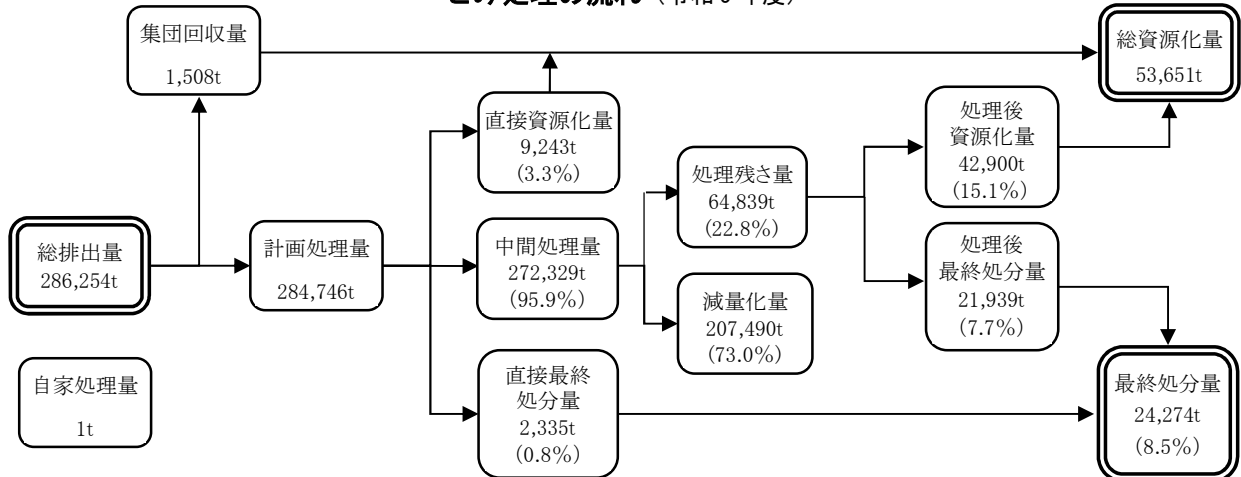 ごみ処理の流れ(令和5年度)
集団回収量
1,508t
総資源化量
53,651t
直接資源化量
9,243t
(3.3%)
処理後
資源化量
42,900t
(15.1%)
処理残さ量
64,839t
(22.8%)
総排出量
286,254t
計画処理量
284,746t
中間処理量
272,329t
(95.9%)
処理後
最終処分量
21,939t
(7.7%)
減量化量
207,490t
(73.0%)
自家処理量
1t
直接最終
処分量
2,335t
(0.8%)
最終処分量
24,274t
(8.5%)